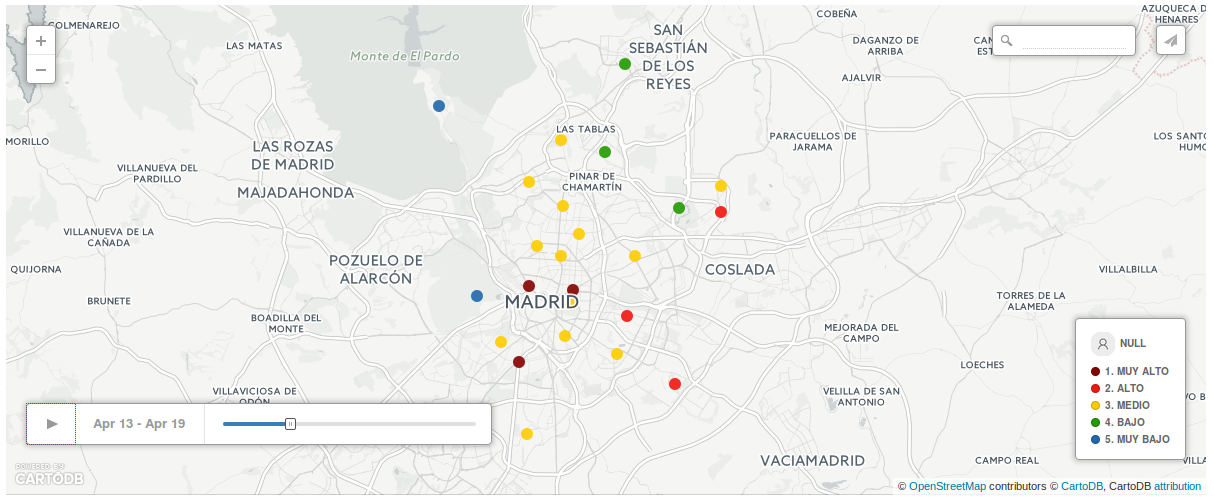 COLMENAREJO
LAS MATAS
Monte de El Pardo
SAN
SEBASTIÁN
DE LOS
REYES
COBEÑA
DAGANZO DE
ARRIBA
AZUQUECA D
HENARES
AJALVIR
MORILLO
LAS ROZAS
DE MADRID
LAS TABLAS
PARACUELLOS DE
JARAMA
LOS SANTO
HUMO
VILLANUEVA DEL
PARDILLO
MAJADAHONDA
PINAR DE
CHAMARTÍN
VILLANUEVA DE LA
CAÑADA
QUIJORNA
POZUELO DE
ALARCÓN
COSLADA
VILLALBILLA
BRUNETE
MADRID
TORRES DE LA
ALAMEDA
BOADILLA DEL
MONTE
MEJORADA DEL
CAMPO
LOECHES
NULL
1. MUY ALTO
2. ALTO
3. MEDIO
4. BAJO
5. MUY BAJO
VILLAVICIOSA DE
ODÓN
VELILLA DE SAN
ANTONIO
Apr 13 - Apr 19
VACIAMADRID
CAMPO REAL
POWERED BY
CARTODB
© OpenStreetMap contributors © CartoDB, CartoDB attribution